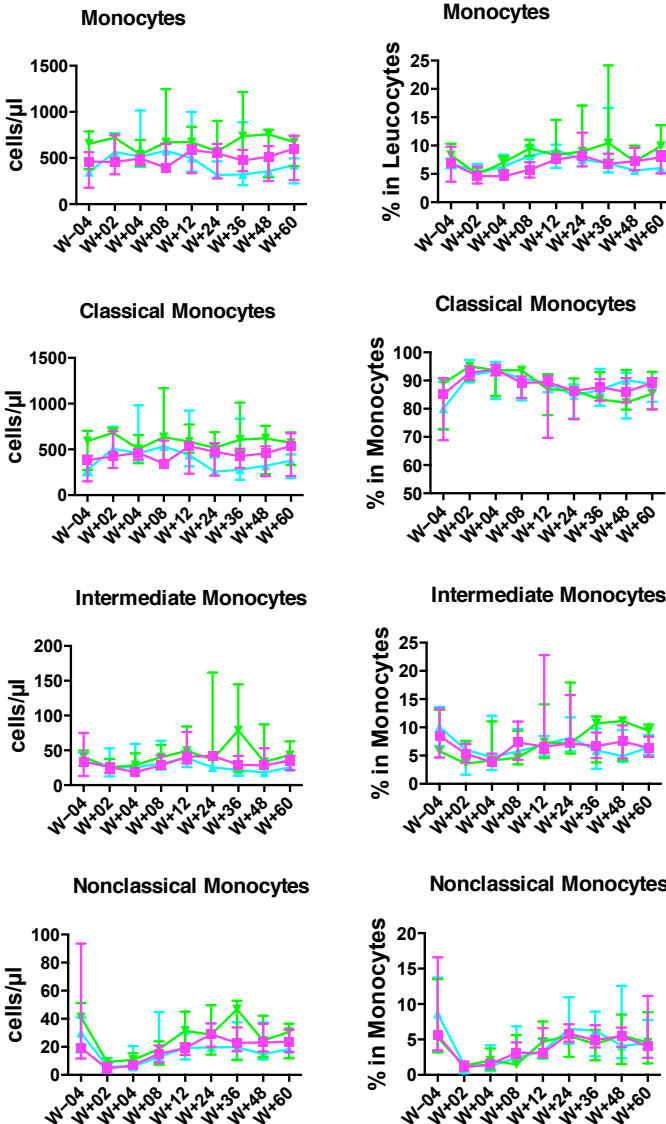 Monocytes
cells/µl
1500
1000
500
0
W−04 W+02 W+04 W+08 W+12 W+24 W+36 W+48 W+60
Monocytes
% in Leucocytes
25
20
15
10
5
0
W−04 W+02 W+04 W+08 W+12 W+24 W+36 W+48 W+60
Classical Monocytes
cells/µl
1500
1000
500
0
W−04 W+02 W+04 W+08 W+12 W+24 W+36 W+48 W+60
Classical Monocytes
% in Monocytes
100
90
80
70
60
50
W−04 W+02 W+04 W+08 W+12 W+24 W+36 W+48 W+60
Intermediate Monocytes
cells/µl
200
150
100
50
0
W−04 W+02 W+04 W+08 W+12 W+24 W+36 W+48 W+60
Intermediate Monocytes
% in Monocytes
25
20
15
10
5
0
W−04 W+02 W+04 W+08 W+12 W+24 W+36 W+48 W+60
Nonclassical Monocytes
cells/µl
100
80
60
40
20
0
W−04 W+02 W+04 W+08 W+12 W+24 W+36 W+48 W+60
Nonclassical Monocytes
% in Monocytes
20
15
10
5
0
W−04 W+02 W+04 W+08 W+12 W+24 W+36 W+48 W+60